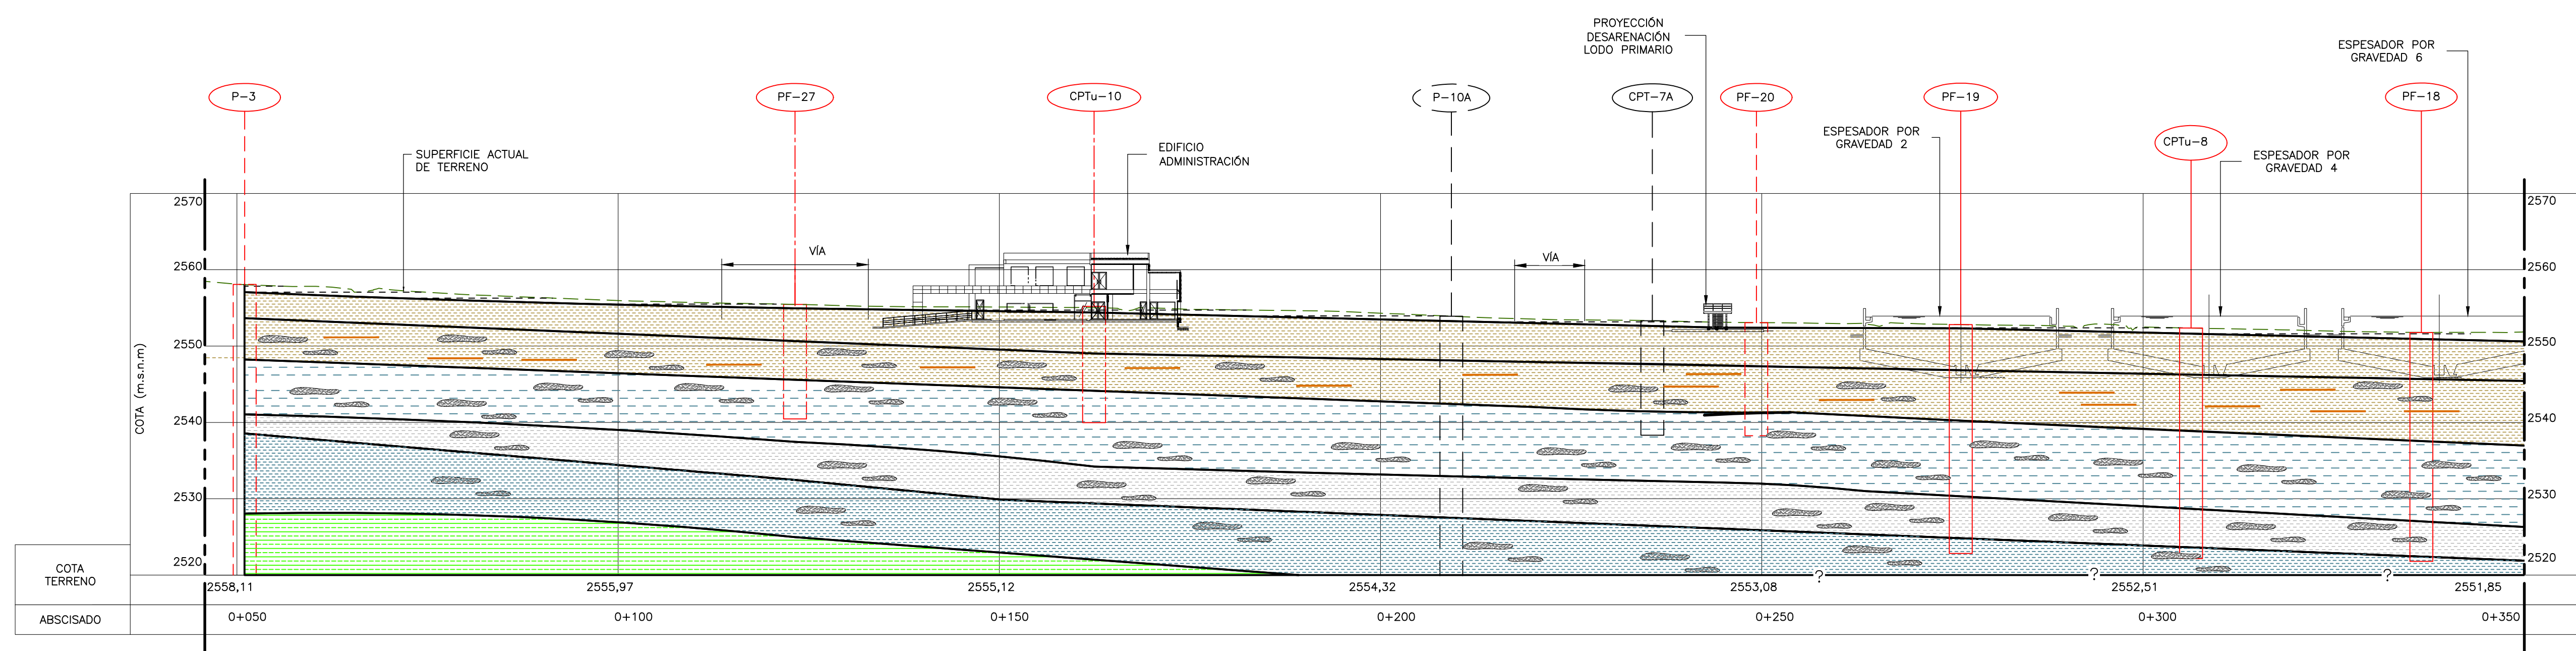 PROYECCIÓN
DESARENACIÓN
LODO PRIMARIO
ESPESADOR POR
GRAVEDAD 6
P-3
PF-27
CPTu-10
P-10A
CPT-7A
PF-20
PF-19
PF-18
ESPESADOR POR
GRAVEDAD 2
CPTu-8
SUPERFICIE ACTUAL
DE TERRENO
EDIFICIO
ADMINISTRACIÓN
ESPESADOR POR
GRAVEDAD 4
2570
2570
VÍA
VÍA
2560
2560
2550
2550
COTA (m.s.n.m)
2540
2540
2530
2530
2520
2520
COTA
TERRENO
2558,11
2555,97
2555,12
2554,32
2553,08
?
2552,51
?
?
2551,85
ABSCISADO
0+050
0+100
0+150
0+200
0+250
0+300
0+350